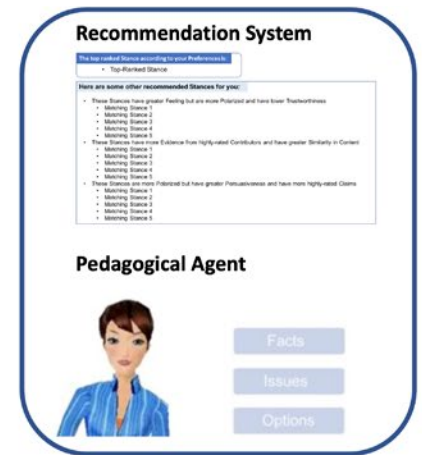 Recommendation System
The top ranked Stance according to your Preferences is:
• Top-Ranked Stance
Here are some other recommended Stances for you:
• These Stances have greater Feeling but are more Polarized and have lower Trustworthiness
• Matching Stance 1
• Matching Stance 2
• Matching Stance 3
• Matching Stance 4
• Matching Stance 5
• These Stances have more Evidence from highly-rated Contributors and have greater Similarity in Content
• Matching Stance 1
• Matching Stance 2
• Matching Stance 3
• Matching Stance 4
• Matching Stance 5
• These Stances are more Polarized but have greater Persuasiveness and have more highly-rated Claims
• Matching Stance 1
• Matching Stance 2
• Matching Stance 3
• Matching Stance 4
• Matching Stance 5
Pedagogical Agent
Facts
Issues
Options